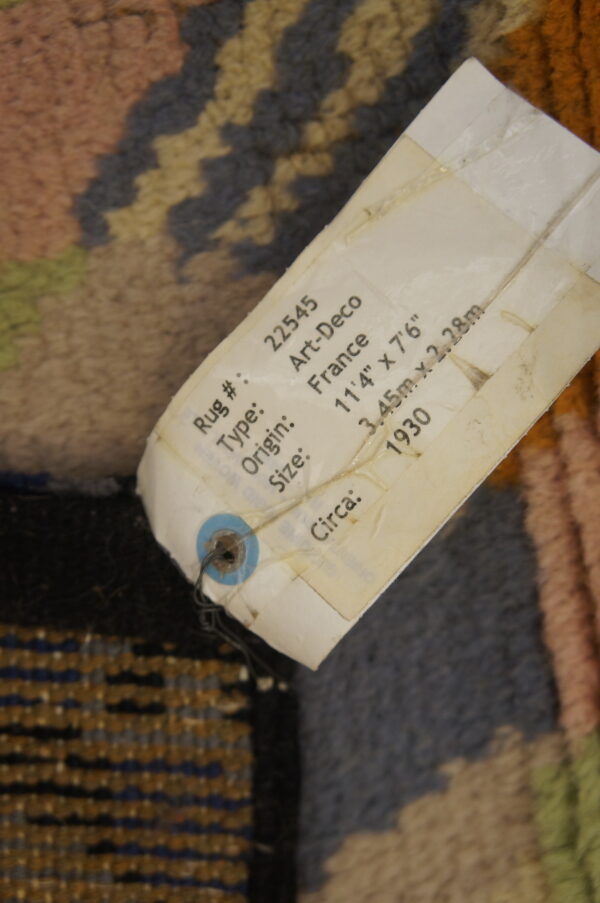 Rug #: 22545
Type: Art-Deco
Origin: France
Size: 11'4" x 7'6"
3.45m x 2.28m
Circa: 1930